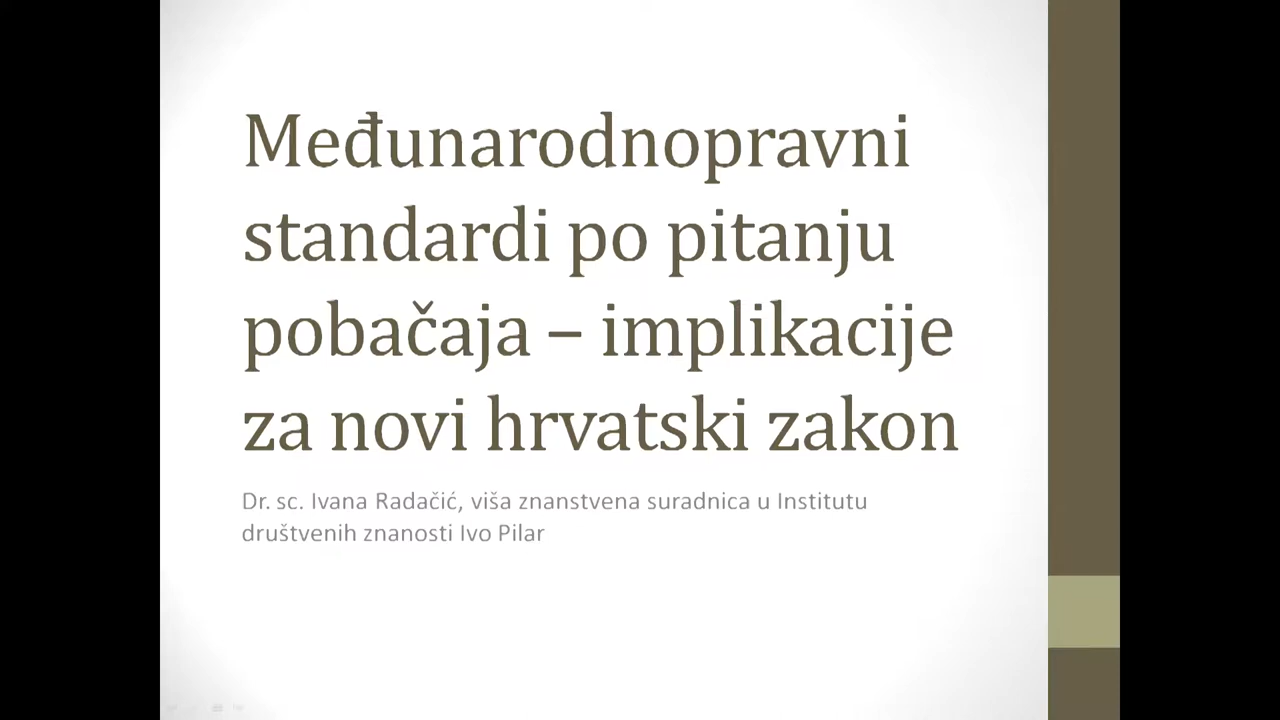 Međunarodnopravni
standardi po pitanju
pobačaja – implikacije
za novi hrvatski zakon
Dr. sc. Ivana Radačić, viša znanstvena suradnica u Institutu
društvenih znanosti Ivo Pilar